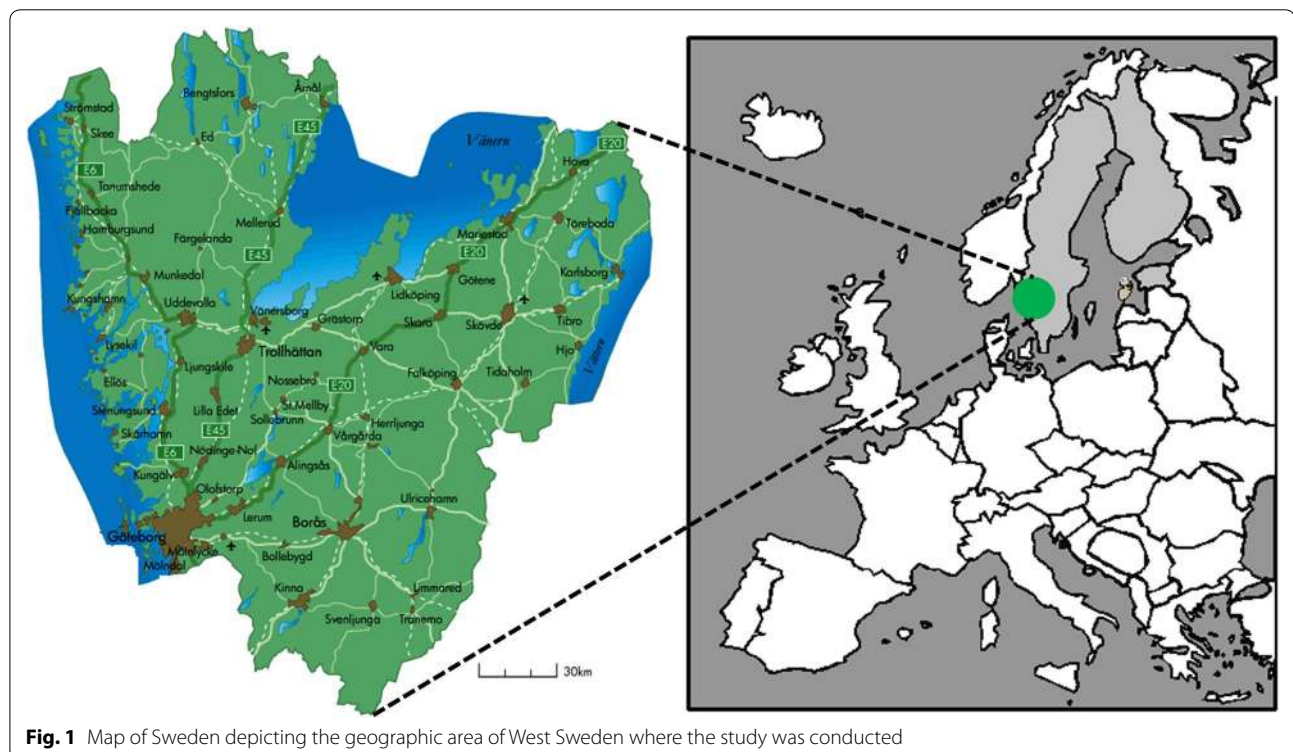 Årnål
Bengtsfors
Strömstad
Skee
E45
Ed
Vänern
E20
Hova
E6
Tanumshede
Fjällbacka
Hamburgsund
Mellerud
Färgelanda
Mariestad
Töreboda
E45
E20
Karlsborg
Munkedal
Götene
Lidköping
Kungshamn
Uddevalla
Vänersborg
Grästorp
Skara
Skövde
Tibro
Lysekil
Trollhättan
Vara
Hjo
Vättern
Ljungskile
Falköping
Tidaholm
Ellös
Nossebro
E20
Stenungsund
Lilla Edet
St.Mellby
Sollebrunn
Herrljunga
Skärhamn
E45
Vårgårda
E6
Nödinge-Nol
Kungälv
Alingsås
Olofstorp
Ulricehamn
Lerum
Borås
Göteborg
Mölnlycke
Bollebygd
Mölndal
Kinna
Limmared
Svenljunga
Tranemo
30km
Fig. 1 Map of Sweden depicting the geographic area of West Sweden where the study was conducted